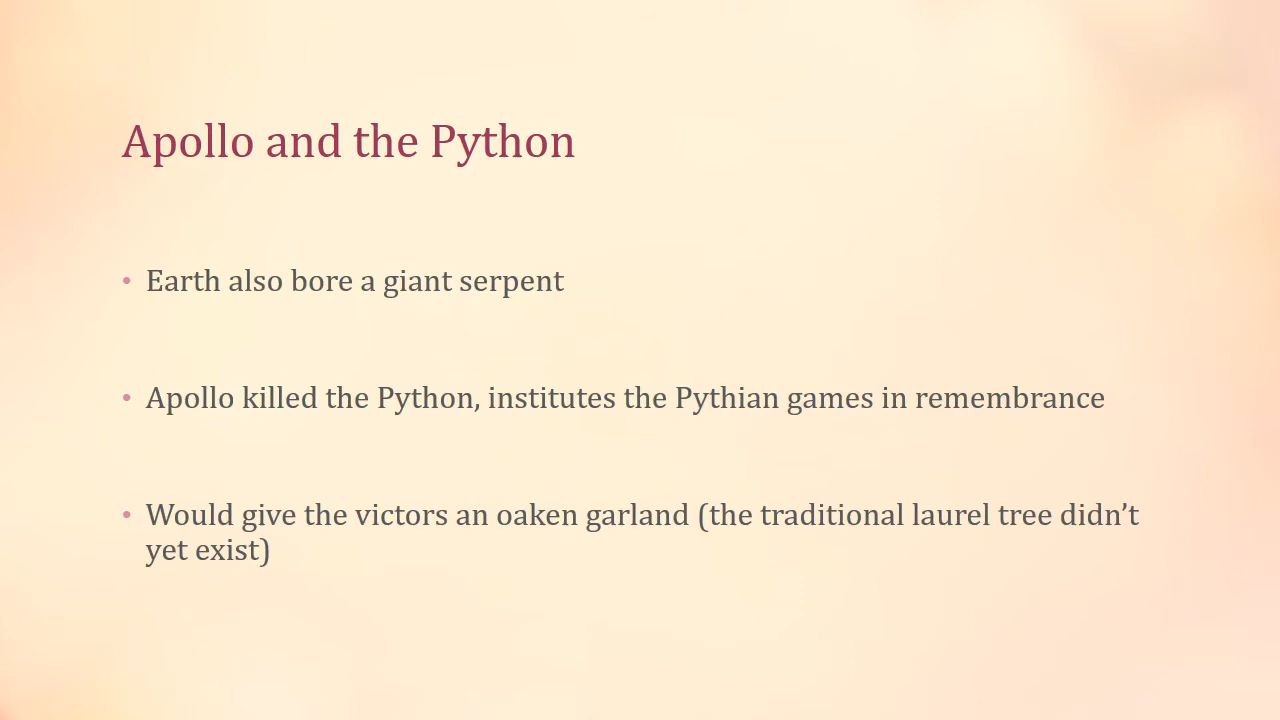 Apollo and the Python
• Earth also bore a giant serpent
• Apollo killed the Python, institutes the Pythian games in remembrance
• Would give the victors an oaken garland (the traditional laurel tree didn’t
yet exist)